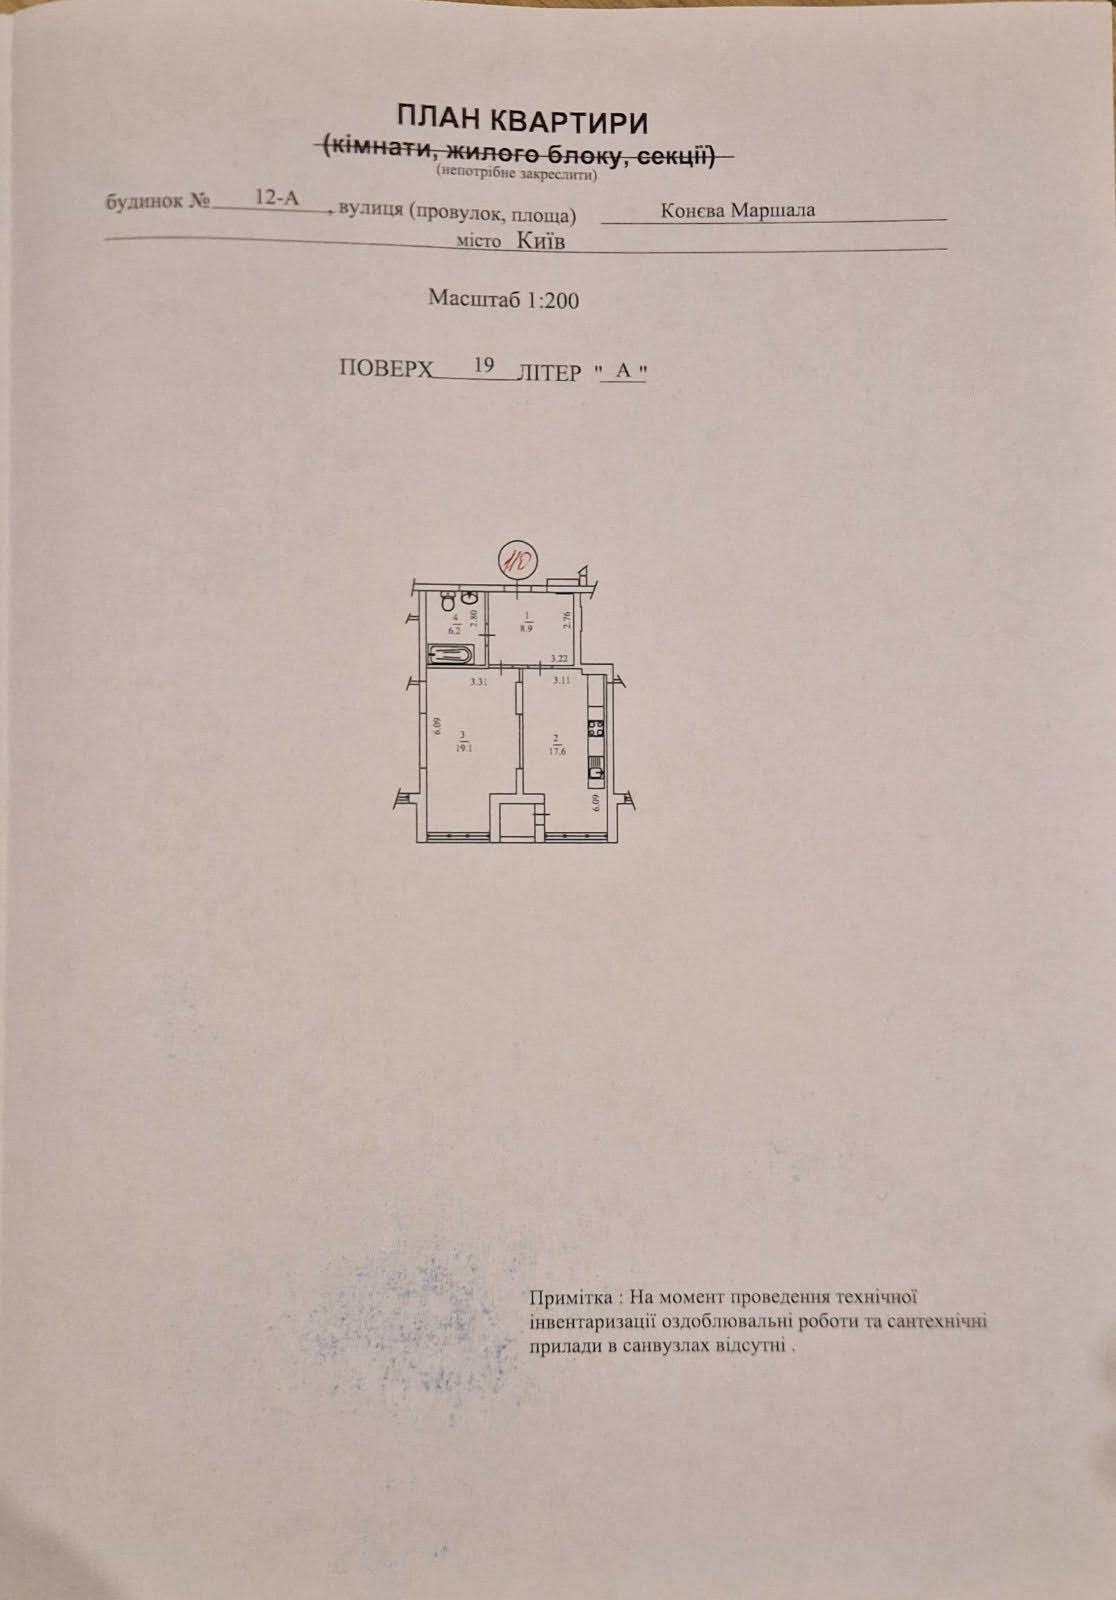 ПЛАН КВАРТИРИ
(кімнати, жилого блоку, секції)
(непотрібне закреслити)
будинок № 12-А , вулиця (провулок, площа) Конєва Маршала
місто Київ
Масштаб 1:200
ПОВЕРХ 19 ЛІТЕР " А "
110
4
6.2
2.80
1
8.9
2.76
3.22
3.31
3.11
6.09
3
19.1
2
17.6
6.09
Примітка : На момент проведення технічної
інвентаризації оздоблювальні роботи та сантехнічні
прилади в санвузлах відсутні .